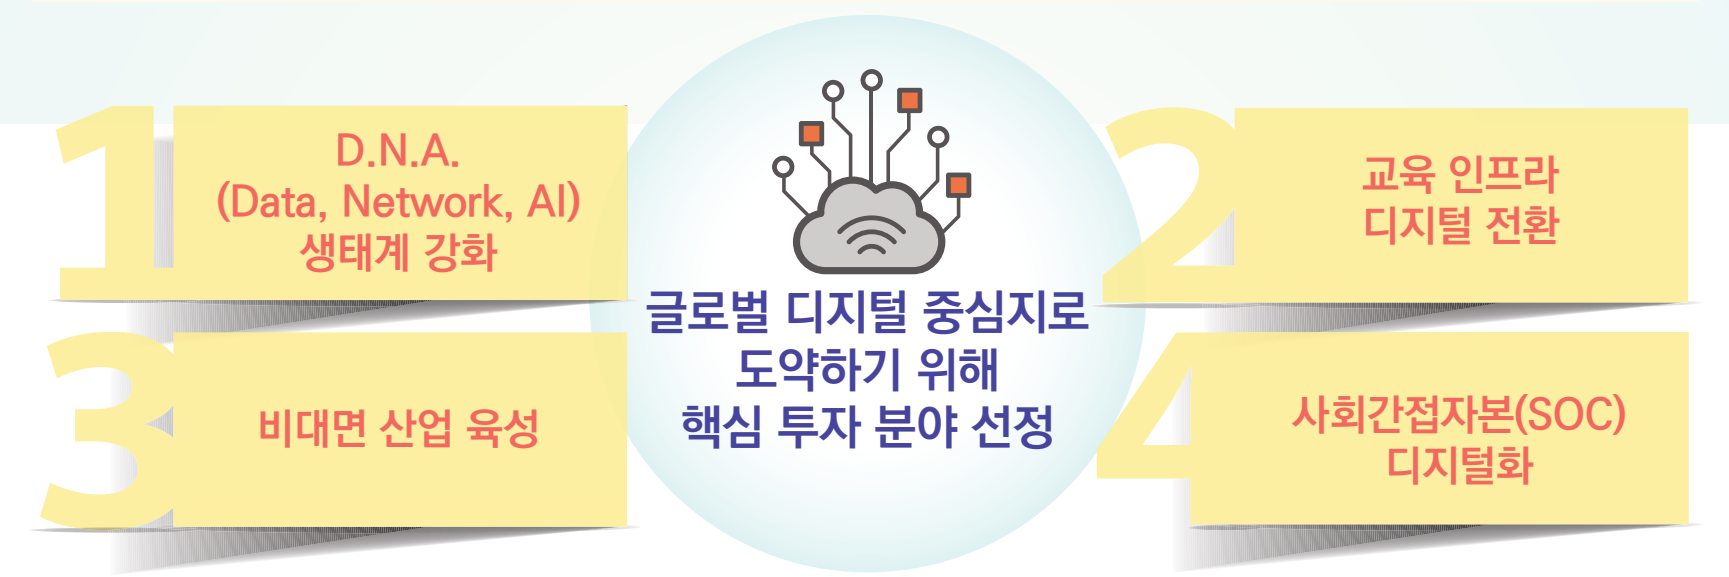 1
D.N.A.
(Data, Network, AI)
생태계 강화
2
교육 인프라
디지털 전환
글로벌 디지털 중심지로
도약하기 위해
핵심 투자 분야 선정
3
비대면 산업 육성
4
사회간접자본(SOC)
디지털화